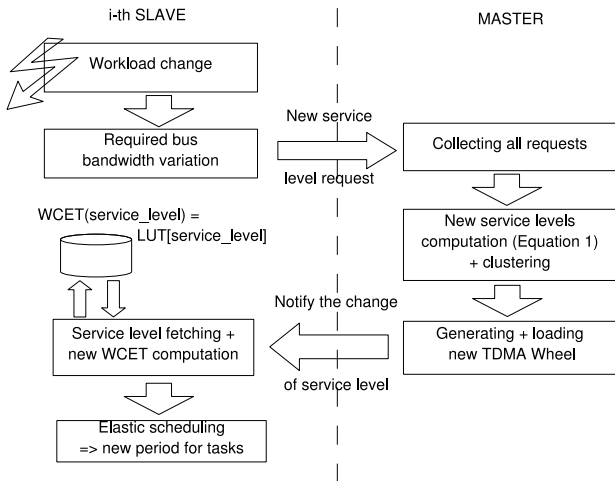 i-th SLAVE
MASTER
Workload change
Required bus
bandwidth variation
New service
level request
Collecting all requests
New service levels
computation (Equation 1)
+ clustering
Generating + loading
new TDMA Wheel
Notify the change
of service level
WCET(service_level) =
LUT[service_level]
Service level fetching +
new WCET computation
Elastic scheduling
=> new period for tasks